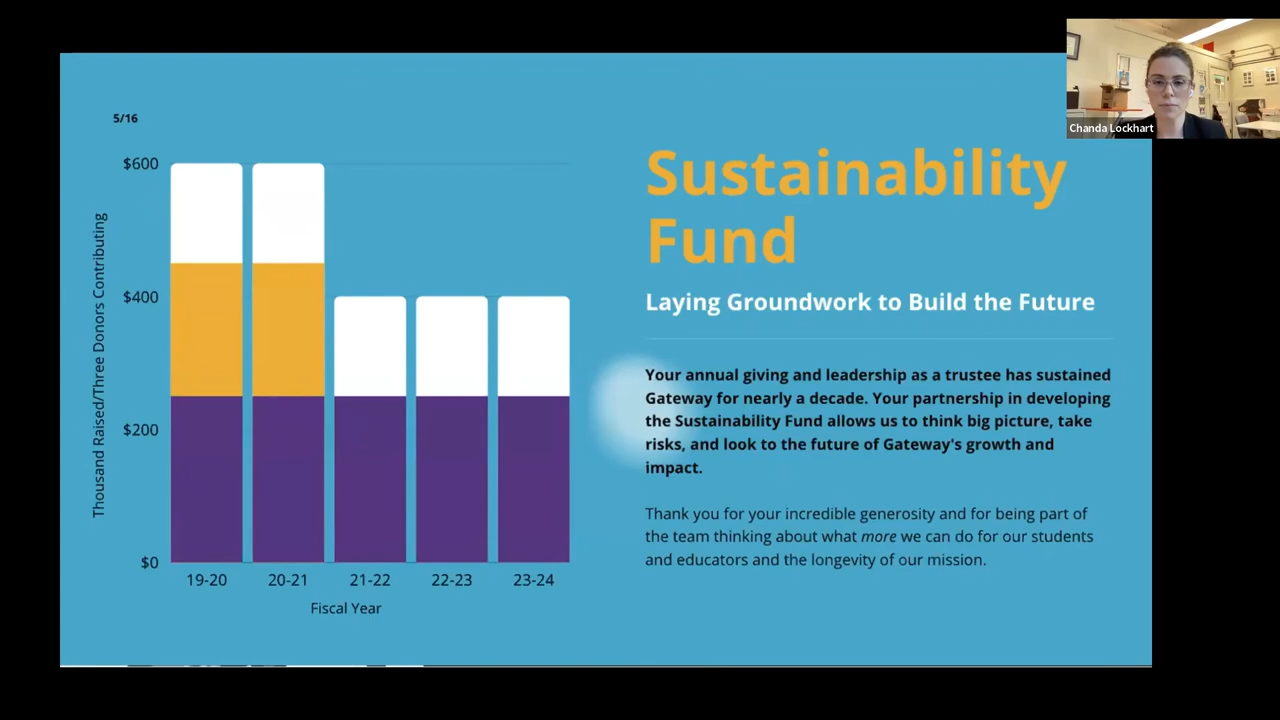 Chanda Lockhart
5/16
$600
$400
$200
$0
Thousand Raised/Three Donors Contributing
19-20 20-21 21-22 22-23 23-24
Fiscal Year
Sustainability
Fund
Laying Groundwork to Build the Future
Your annual giving and leadership as a trustee has sustained
Gateway for nearly a decade. Your partnership in developing
the Sustainability Fund allows us to think big picture, take
risks, and look to the future of Gateway's growth and
impact.
Thank you for your incredible generosity and for being part of
the team thinking about what more we can do for our students
and educators and the longevity of our mission.